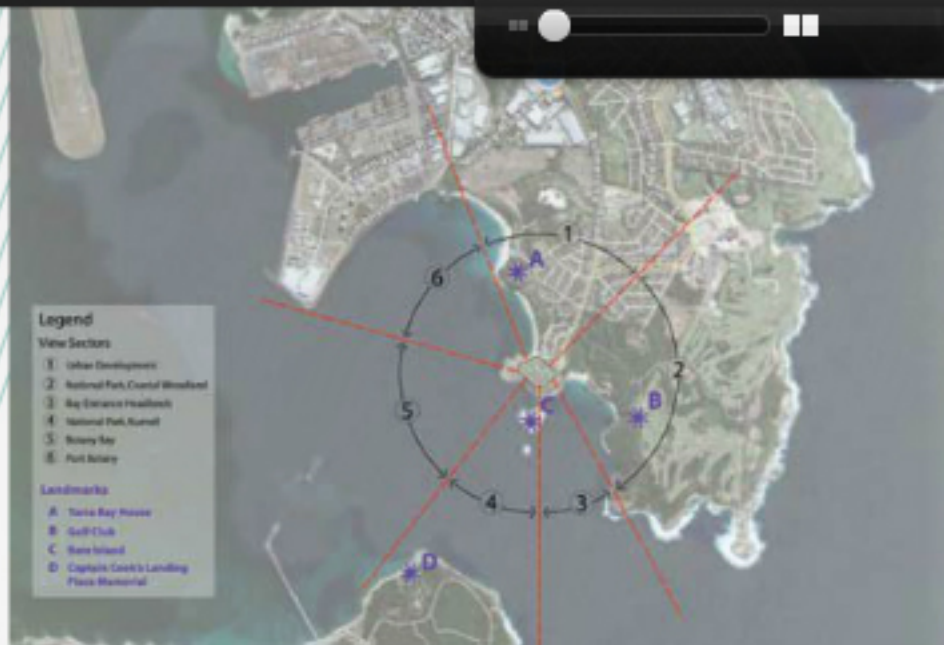 1
A
6
2
B
C
5
4
3
D
Legend
View Sectors
1 Urban Development
2 National Park, Coastal Woodland
3 Bay Entrance Headlands
4 National Park, Kurnell
5 Botany Bay
6 Port Botany
Landmarks
A Yarra Bay House
B Golf Club
C Bare Island
D Captain Cook's Landing
Place Memorial